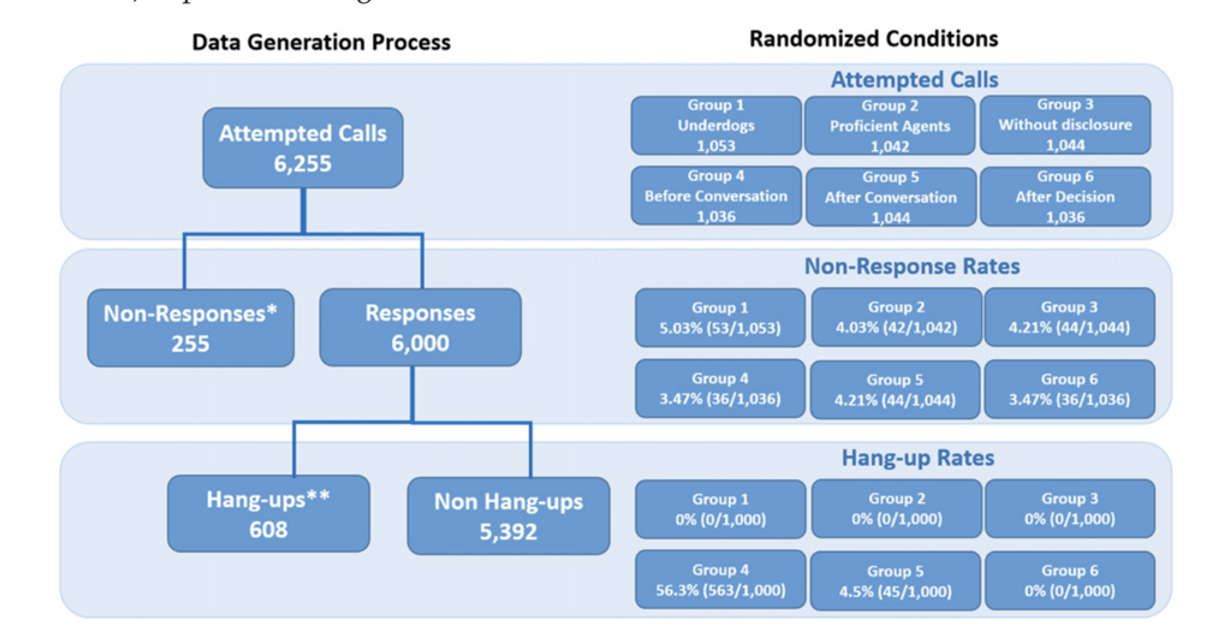 Data Generation Process
Randomized Conditions
Attempted Calls
6,255
Attempted Calls
Group 1
Underdogs
1,053
Group 2
Proficient Agents
1,042
Group 3
Without disclosure
1,044
Group 4
Before Conversation
1,036
Group 5
After Conversation
1,044
Group 6
After Decision
1,036
Non-Responses*
255
Responses
6,000
Non-Response Rates
Group 1
5.03% (53/1,053)
Group 2
4.03% (42/1,042)
Group 3
4.21% (44/1,044)
Group 4
3.47% (36/1,036)
Group 5
4.21% (44/1,044)
Group 6
3.47% (36/1,036)
Hang-ups**
608
Non Hang-ups
5,392
Hang-up Rates
Group 1
0% (0/1,000)
Group 2
0% (0/1,000)
Group 3
0% (0/1,000)
Group 4
56.3% (563/1,000)
Group 5
4.5% (45/1,000)
Group 6
0% (0/1,000)